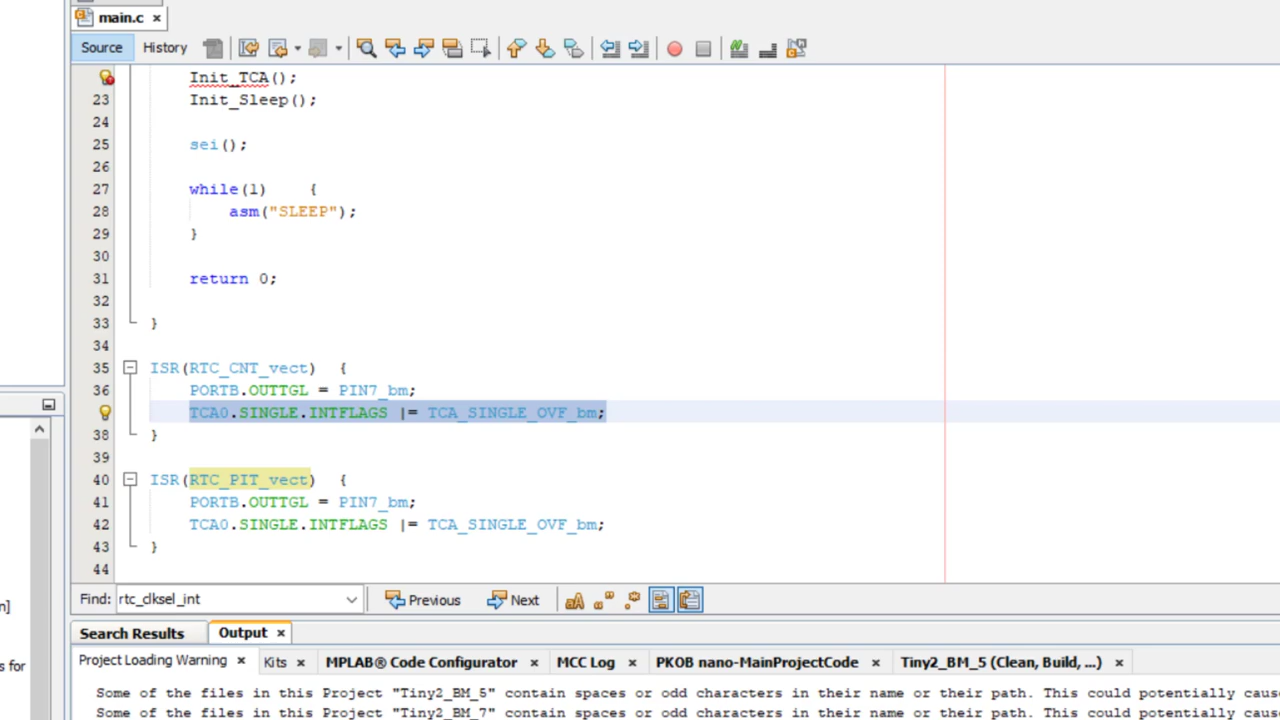 main.c ×
Source History
Init_TCA();
23 Init_Sleep();
24
25 sei();
26
27 while(1) {
28 asm("SLEEP");
29 }
30
31 return 0;
32
33 }
34
35 ISR(RTC_CNT_vect) {
36 PORTB.OUTTGL = PIN7_bm;
TCA0.SINGLE.INTFLAGS |= TCA_SINGLE_OVF_bm;
38 }
39
40 ISR(RTC_PIT_vect) {
41 PORTB.OUTTGL = PIN7_bm;
42 TCA0.SINGLE.INTFLAGS |= TCA_SINGLE_OVF_bm;
43 }
44
n]
s for
Find: rtc_clksel_int Previous Next
Search Results Output ×
Project Loading Warning × Kits × MPLAB® Code Configurator × MCC Log × PKOB nano-MainProjectCode × Tiny2_BM_5 (Clean, Build, ...) ×
Some of the files in this Project "Tiny2_BM_5" contain spaces or odd characters in their name or their path. This could potentially caus
Some of the files in this Project "Tiny2_BM_7" contain spaces or odd characters in their name or their path. This could potentially caus